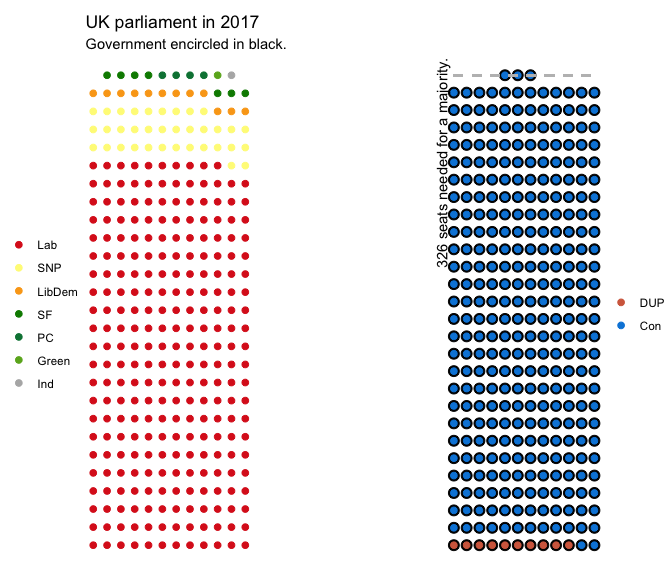 UK parliament in 2017
Government encircled in black.
326 seats needed for a majority.
Lab
SNP
LibDem
SF
PC
Green
Ind
DUP
Con